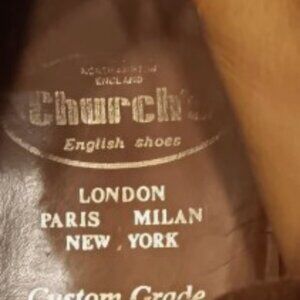 NORTHAMPTON
ENGLAND
Church's
English shoes
LONDON
PARIS MILAN
NEW YORK
Custom Grade